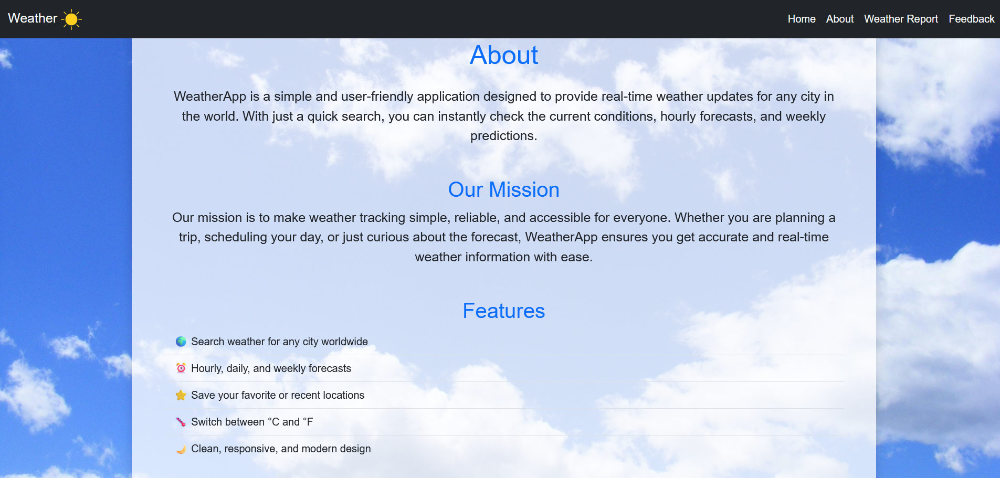 Weather
Home About Weather Report Feedback
About
WeatherApp is a simple and user-friendly application designed to provide real-time weather updates for any city in
the world. With just a quick search, you can instantly check the current conditions, hourly forecasts, and weekly
predictions.
Our Mission
Our mission is to make weather tracking simple, reliable, and accessible for everyone. Whether you are planning a
trip, scheduling your day, or just curious about the forecast, WeatherApp ensures you get accurate and real-time
weather information with ease.
Features
Search weather for any city worldwide
Hourly, daily, and weekly forecasts
Save your favorite or recent locations
Switch between °C and °F
Clean, responsive, and modern design